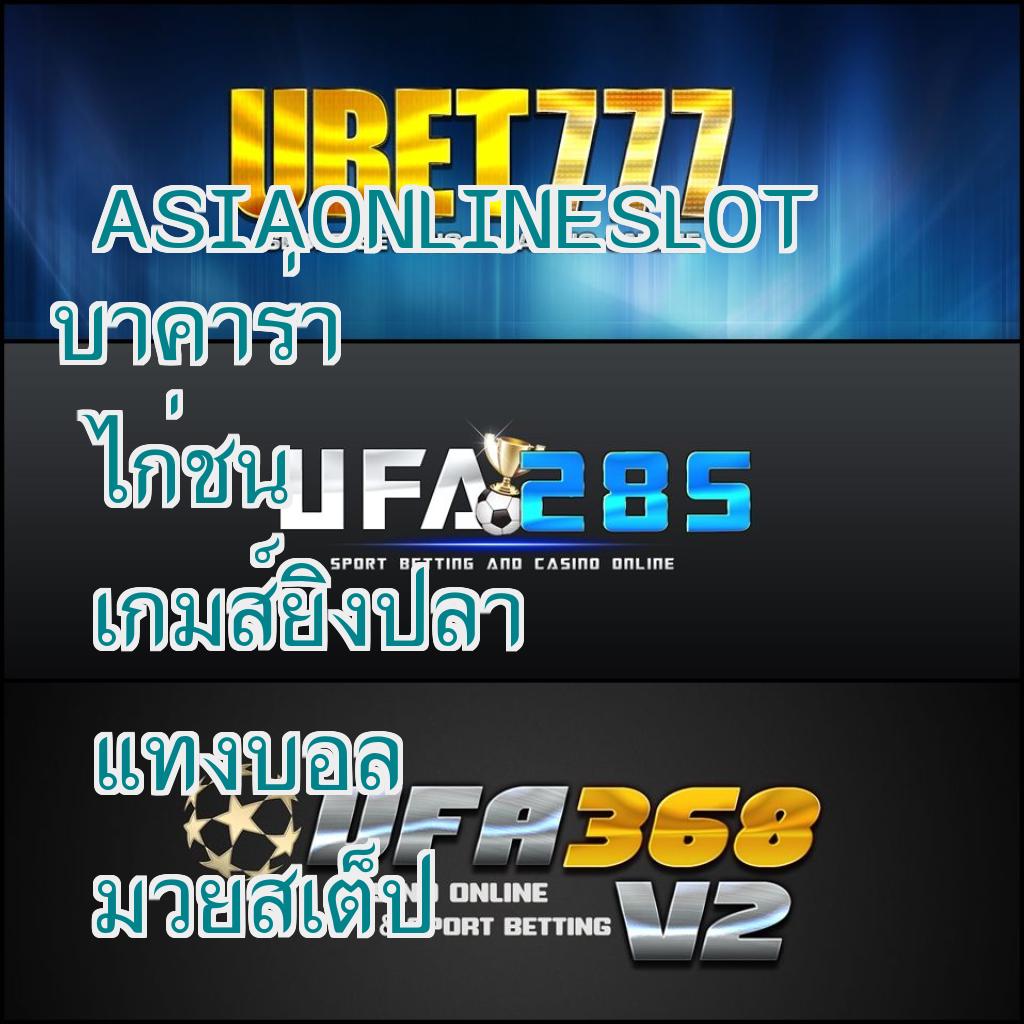 UBET777
ASIAONLINESLOT
บาคาร่า
ไก่ชน
UFA285
SPORT BETTING AND CASINO ONLINE
เกมส์ยิงปลา
แทงบอล
UFA368
มวยสเต็ป
ONLINE
V2
SPORT BETTING